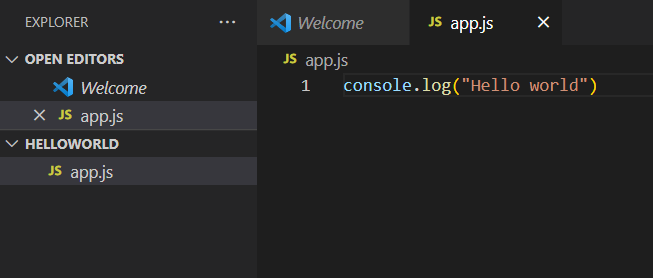 EXPLORER ...
OPEN EDITORS
Welcome
JS app.js
HELLOWORLD
JS app.js
Welcome
JS app.js
JS app.js
1 console.log("Hello world")